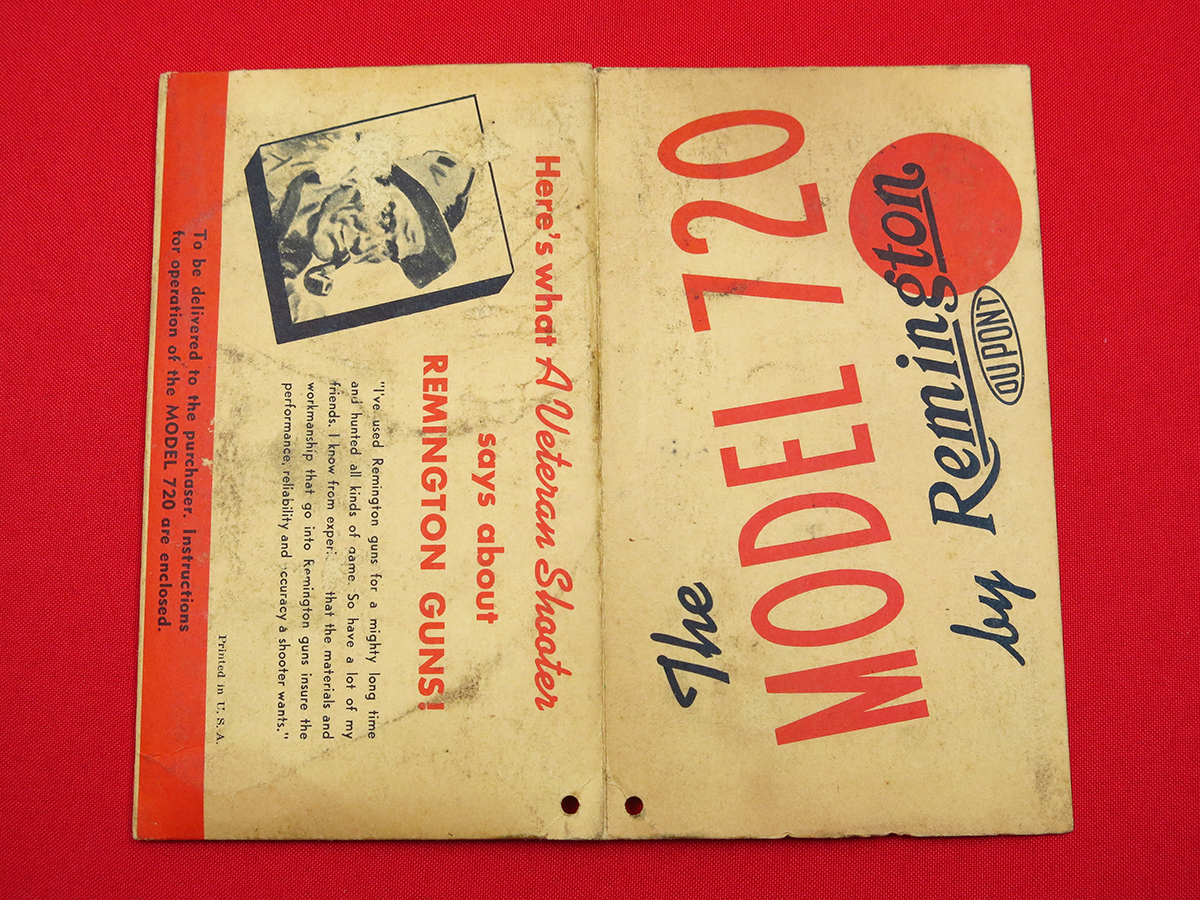 The
MODEL 720
by Remington
DUPONT
Here's what A Veteran Shooter
says about
REMINGTON GUNS!
"I've used Remington guns for a mighty long time
and hunted all kinds of game. So have a lot of my
friends. I know from exper that the materials and
workmanship that go into Remington guns insure the
performance, reliability and ccuracy a shooter wants."
Printed in U. S. A.
To be delivered to the purchaser. Instructions
for operation of the MODEL 720 are enclosed.